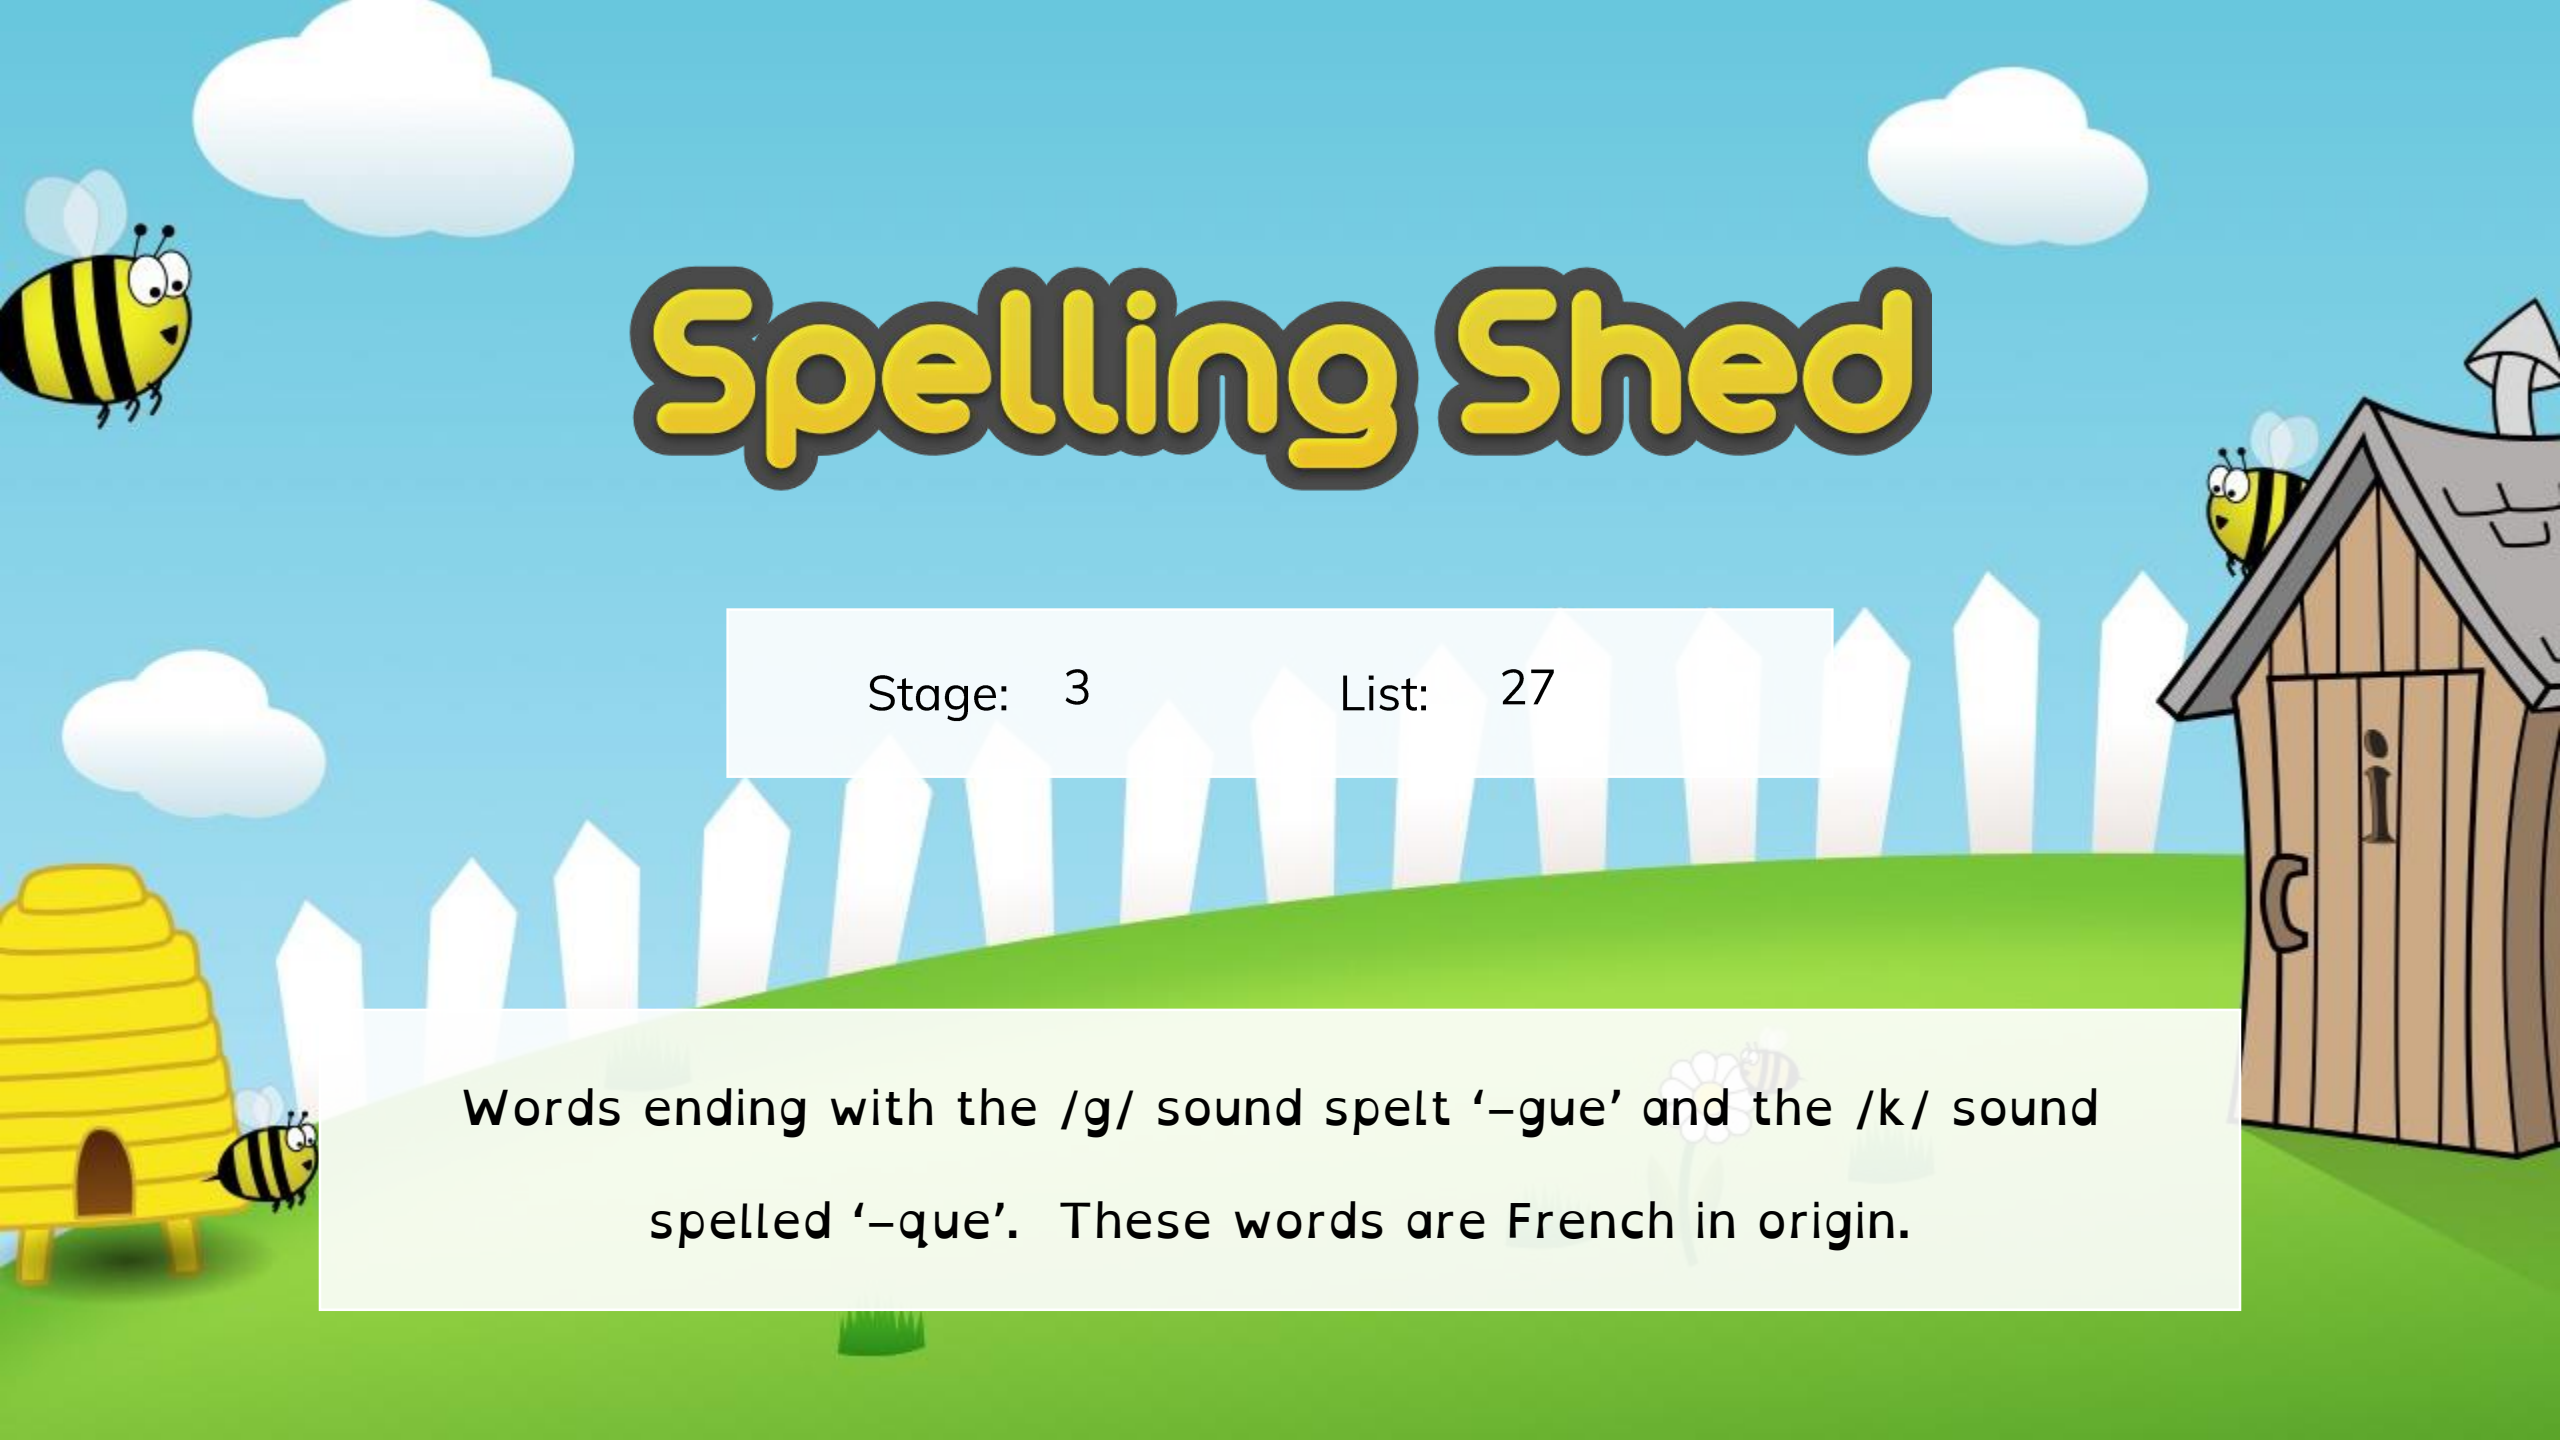 Spelling Shed
Stage: 3 List: 27
i
Words ending with the /g/ sound spelt ‘-gue’ and the /k/ sound
spelled ‘-que’. These words are French in origin.